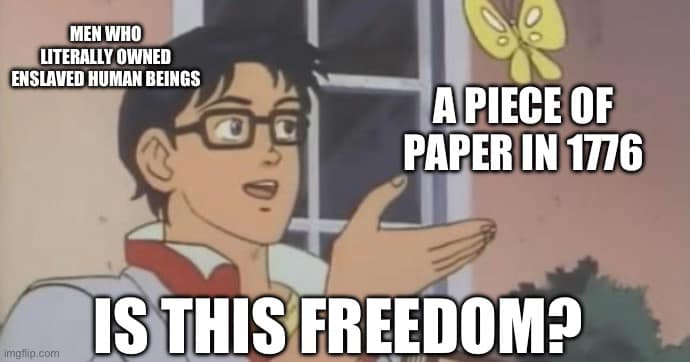 MEN WHO
LITERALLY OWNED
ENSLAVED HUMAN BEINGS
A PIECE OF
PAPER IN 1776
IS THIS FREEDOM?
imgflip.com